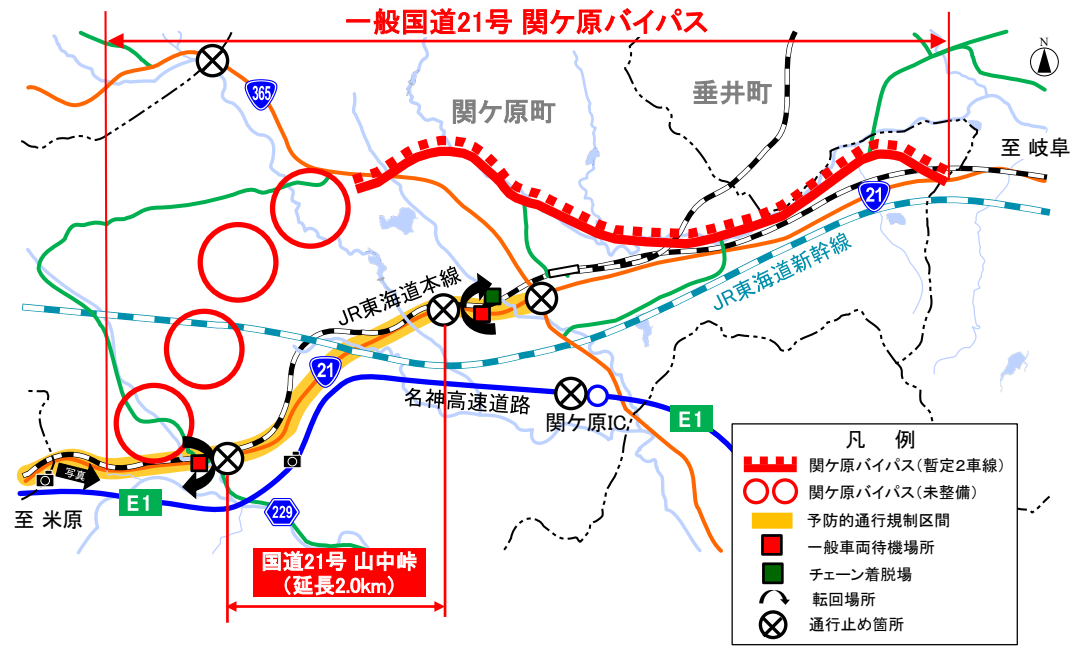 一般国道21号 関ケ原バイパス
N
365
関ケ原町
垂井町
至 岐阜
21
JR東海道新幹線
JR東海道本線
21
名神高速道路
関ケ原IC
E1
写真
E1
至 米原
229
国道21号 山中峠
（延長2.0km）
凡 例
関ケ原バイパス（暫定２車線）
関ケ原バイパス（未整備）
予防的通行規制区間
一般車両待機場所
チェーン着脱場
転回場所
通行止め箇所